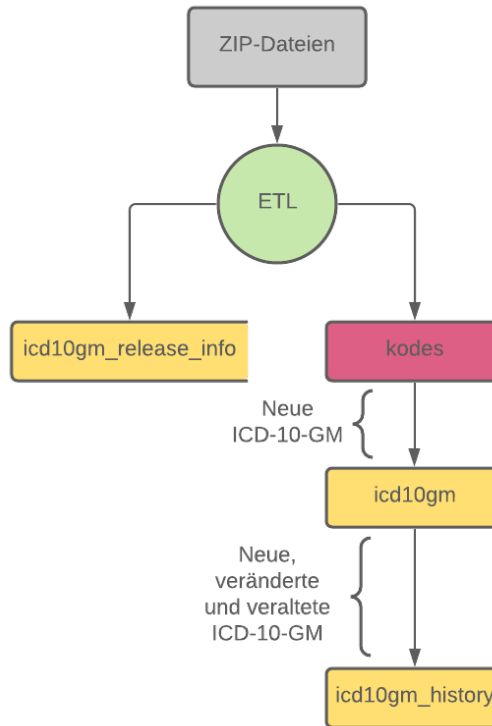 ZIP-Dateien
ETL
icd10gm_release_info
kodes
Neue
ICD-10-GM
icd10gm
Neue,
veränderte
und veraltete
ICD-10-GM
icd10gm_history